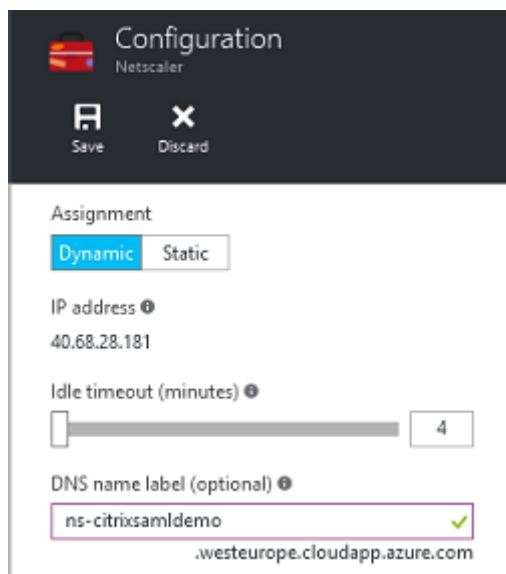 Configuration
Netscaler
Save Discard
Assignment
Dynamic Static
IP address
40.68.28.181
Idle timeout (minutes)
4
DNS name label (optional)
ns-citrixsamldemo
.westeurope.cloudapp.azure.com